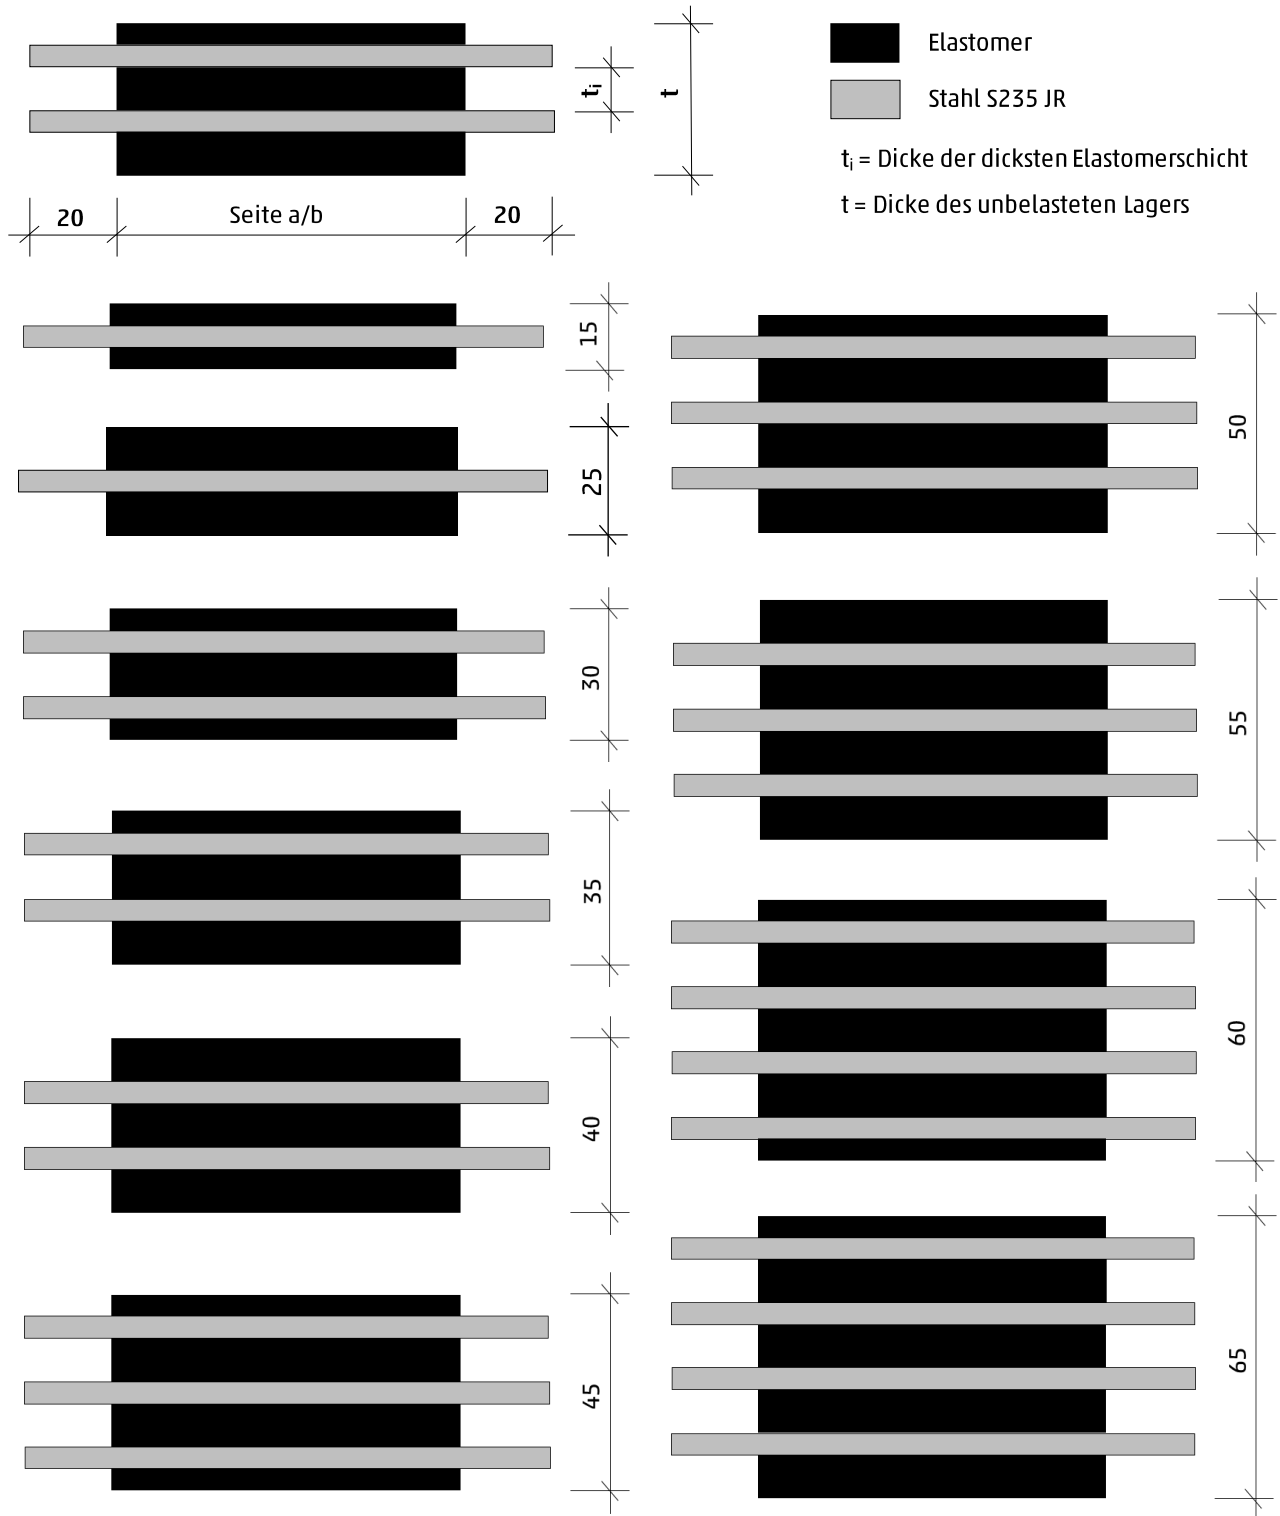 tᵢ
t
Elastomer
Stahl S235 JR
tᵢ = Dicke der dicksten Elastomerschicht
t = Dicke des unbelasteten Lagers
20
Seite a/b
20
15
25
30
35
40
45
50
55
60
65